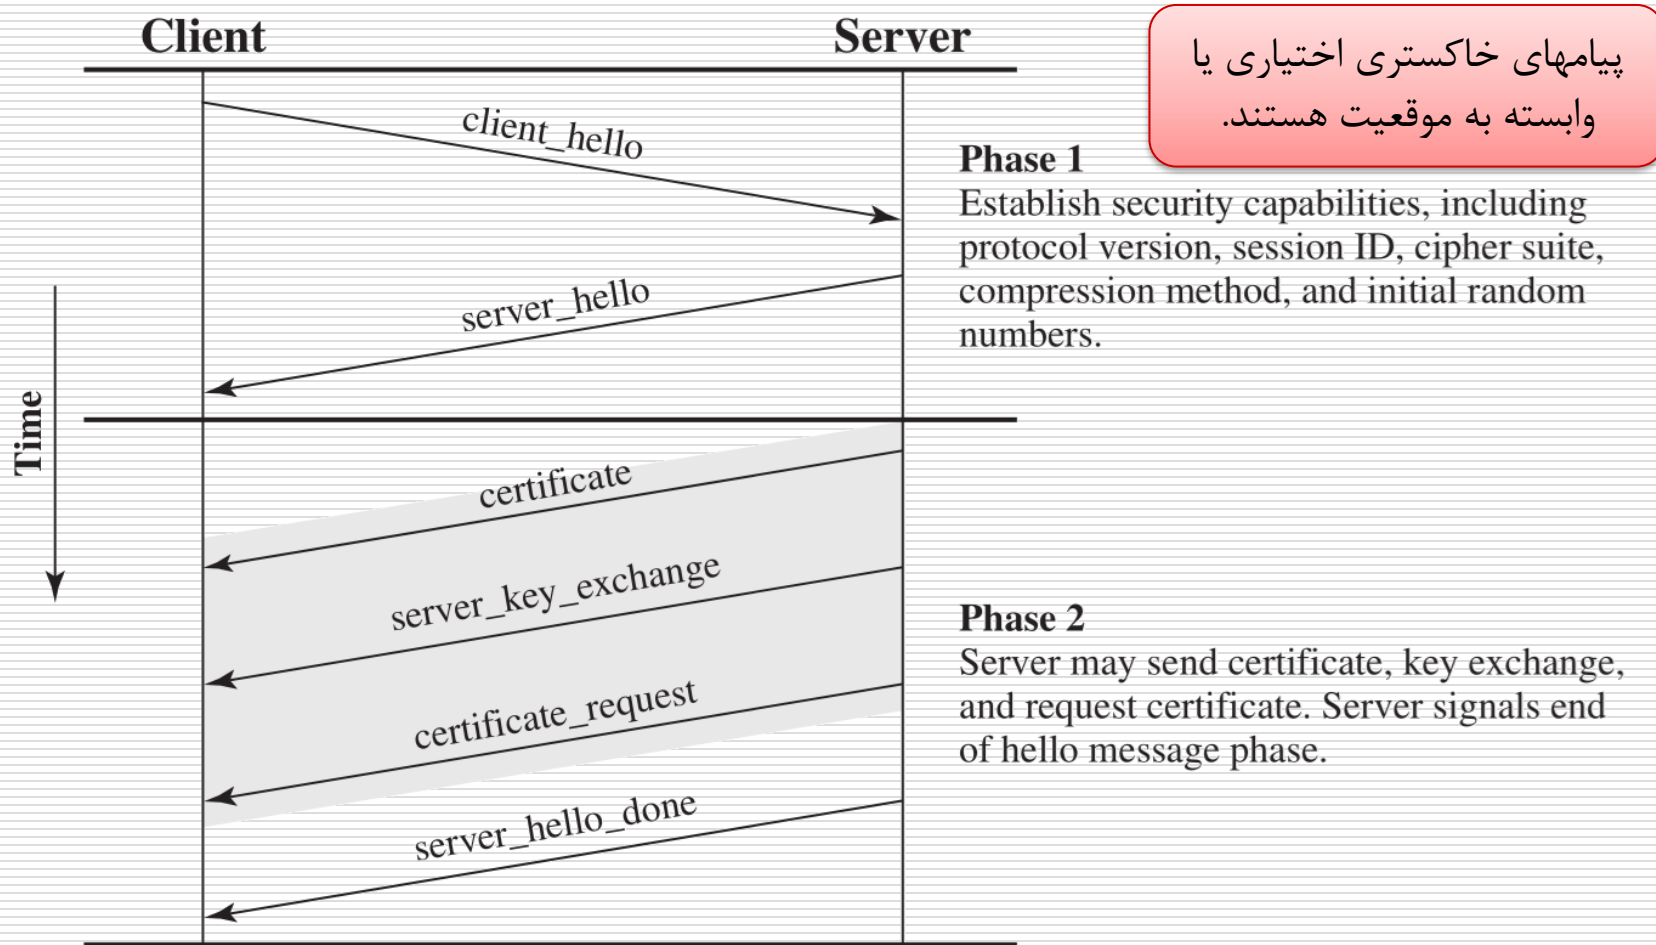 Client
Server
پیامهای خاکستری اختیاری یا
وابسته به موقعیت هستند.
client_hello
Phase 1
Establish security capabilities, including
protocol version, session ID, cipher suite,
compression method, and initial random
numbers.
server_hello
Time
certificate
server_key_exchange
Phase 2
Server may send certificate, key exchange,
and request certificate. Server signals end
of hello message phase.
certificate_request
server_hello_done